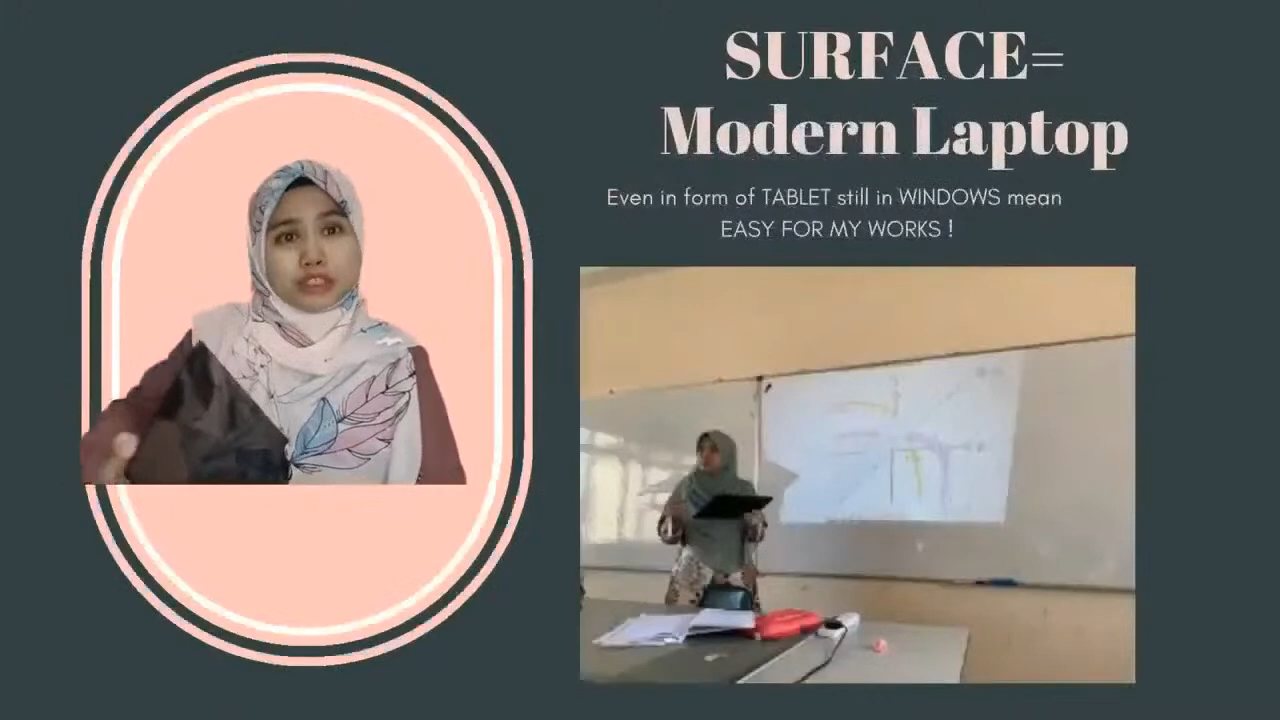 SURFACE=
Modern Laptop
Even in form of TABLET still in WINDOWS mean
EASY FOR MY WORKS !